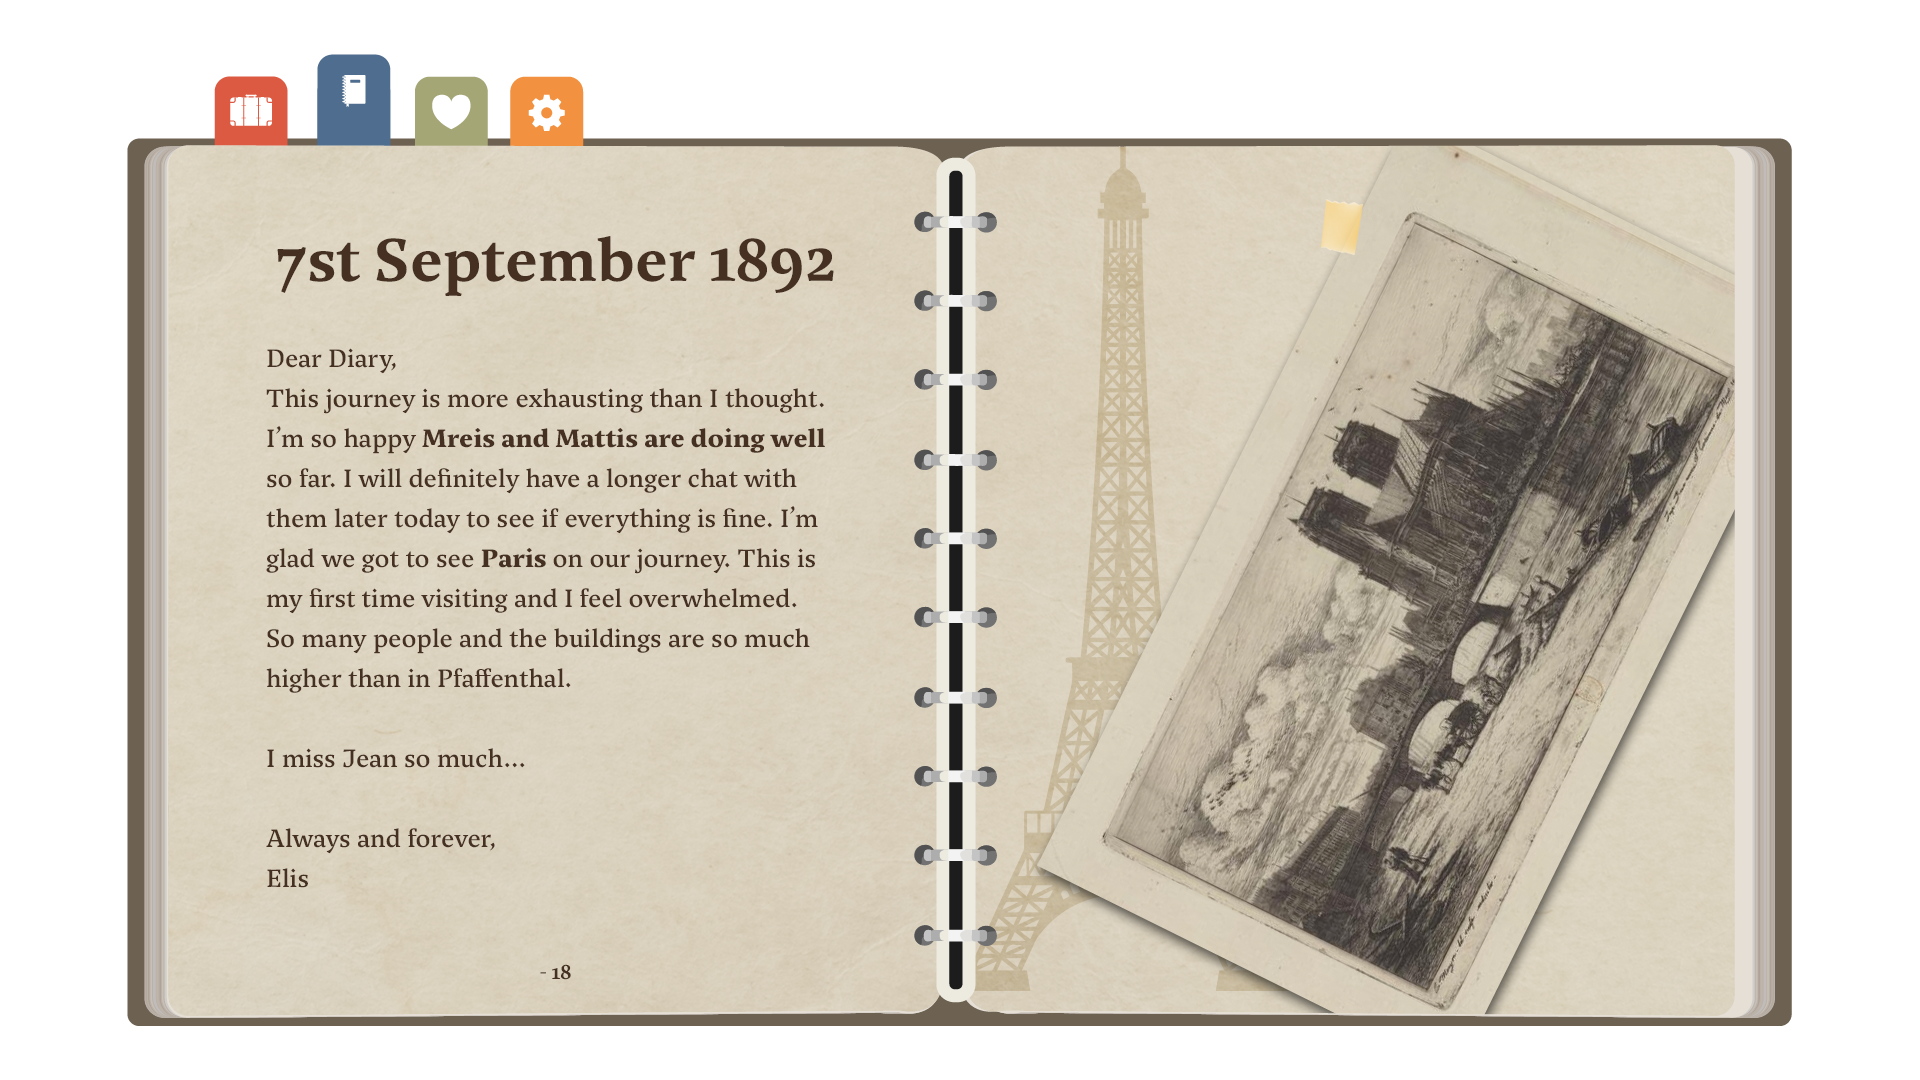 7st September 1892
Dear Diary,
This journey is more exhausting than I thought.
I'm so happy Mreis and Mattis are doing well
so far. I will definitely have a longer chat with
them later today to see if everything is fine. I'm
glad we got to see Paris on our journey. This is
my first time visiting and I feel overwhelmed.
So many people and the buildings are so much
higher than in Pfaffenthal.
I miss Jean so much...
Always and forever,
Elis
- 18